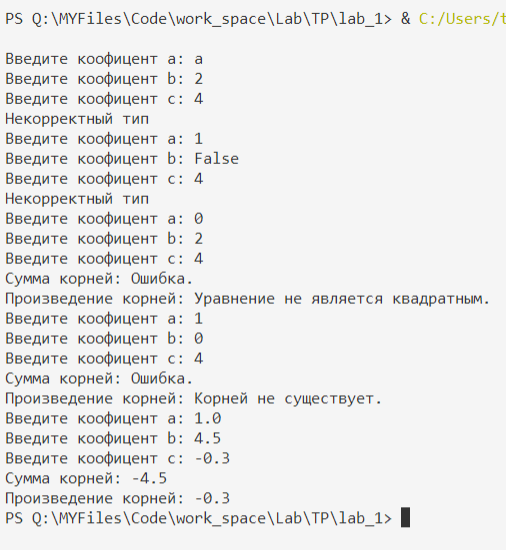 PS Q:\MYFiles\Code\work_space\Lab\TP\lab_1> & C:/Users/t
Введите коофицент a: a
Введите коофицент b: 2
Введите коофицент c: 4
Некорректный тип
Введите коофицент a: 1
Введите коофицент b: False
Введите коофицент c: 4
Некорректный тип
Введите коофицент a: 0
Введите коофицент b: 2
Введите коофицент c: 4
Сумма корней: Ошибка.
Произведение корней: Уравнение не является квадратным.
Введите коофицент a: 1
Введите коофицент b: 0
Введите коофицент c: 4
Сумма корней: Ошибка.
Произведение корней: Корней не существует.
Введите коофицент a: 1.0
Введите коофицент b: 4.5
Введите коофицент c: -0.3
Сумма корней: -4.5
Произведение корней: -0.3
PS Q:\MYFiles\Code\work_space\Lab\TP\lab_1>